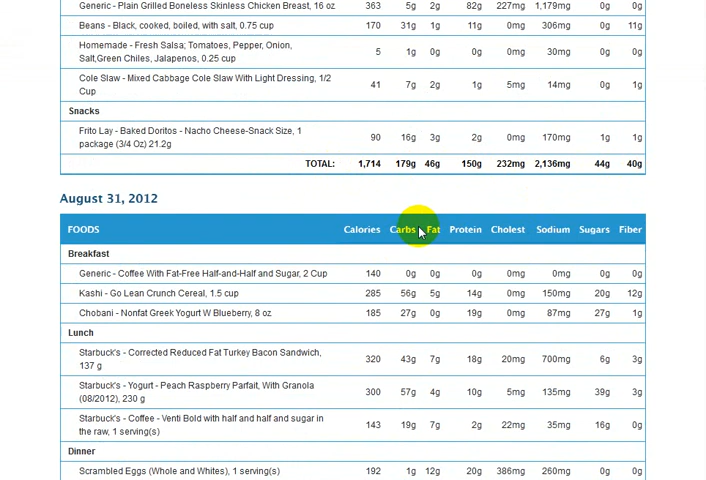 Generic - Plain Grilled Boneless Skinless Chicken Breast, 16 oz 363 5g 2g 82g 227mg 1,179mg 0g 0g
Beans - Black, cooked, boiled, with salt, 0.75 cup 170 31g 1g 11g 0mg 306mg 0g 11g
Homemade - Fresh Salsa; Tomatoes, Pepper, Onion,
Salt,Green Chiles, Jalapenos, 0.25 cup 5 1g 0g 0g 0mg 30mg 0g 0g
Cole Slaw - Mixed Cabbage Cole Slaw With Light Dressing, 1/2
Cup 41 7g 2g 1g 5mg 14mg 0g 1g
Snacks
Frito Lay - Baked Doritos - Nacho Cheese-Snack Size, 1
package (3/4 Oz) 21.2g 90 16g 3g 2g 0mg 170mg 1g 1g
TOTAL: 1,714 179g 46g 150g 232mg 2,136mg 44g 40g
August 31, 2012
FOODS Calories Carbs Fat Protein Cholest Sodium Sugars Fiber
Breakfast
Generic - Coffee With Fat-Free Half-and-Half and Sugar, 2 Cup 140 0g 0g 0g 0mg 0mg 0g 0g
Kashi - Go Lean Crunch Cereal, 1.5 cup 285 56g 5g 14g 0mg 150mg 20g 12g
Chobani - Nonfat Greek Yogurt W Blueberry, 8 oz 185 27g 0g 19g 0mg 87mg 27g 1g
Lunch
Starbuck's - Corrected Reduced Fat Turkey Bacon Sandwich,
137 g 320 43g 7g 18g 20mg 700mg 6g 3g
Starbuck's - Yogurt - Peach Raspberry Parfait, With Granola
(08/2012), 230 g 300 57g 4g 10g 5mg 135mg 39g 3g
Starbuck's - Coffee - Venti Bold with half and half and sugar in
the raw, 1 serving(s) 143 19g 7g 2g 22mg 35mg 16g 0g
Dinner
Scrambled Eggs (Whole and Whites), 1 serving(s) 192 1g 12g 20g 386mg 260mg 0g 0g